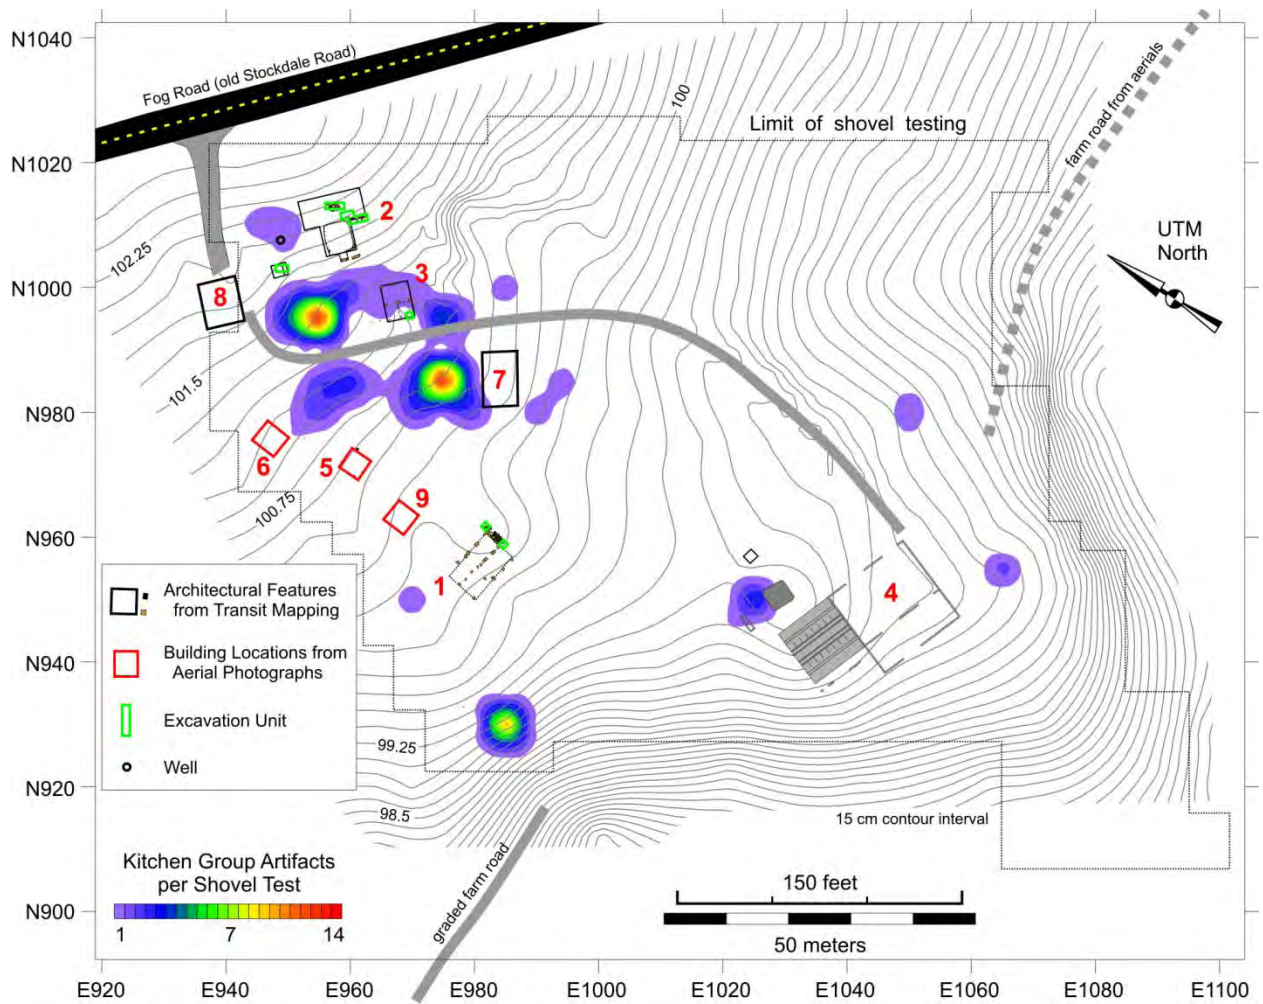 N1040
N1020
N1000
N980
N960
N940
N920
N900
Fog Road (old Stockdale Road)
100
Limit of shovel testing
farm road from aerials
UTM
North
102.25
101.5
100.75
99.25
98.5
2
3
8
7
6
5
9
1
4
Architectural Features
from Transit Mapping
Building Locations from
Aerial Photographs
Excavation Unit
Well
Kitchen Group Artifacts
per Shovel Test
1 7 14
graded farm road
15 cm contour interval
150 feet
50 meters
E920 E940 E960 E980 E1000 E1020 E1040 E1060 E1080 E1100